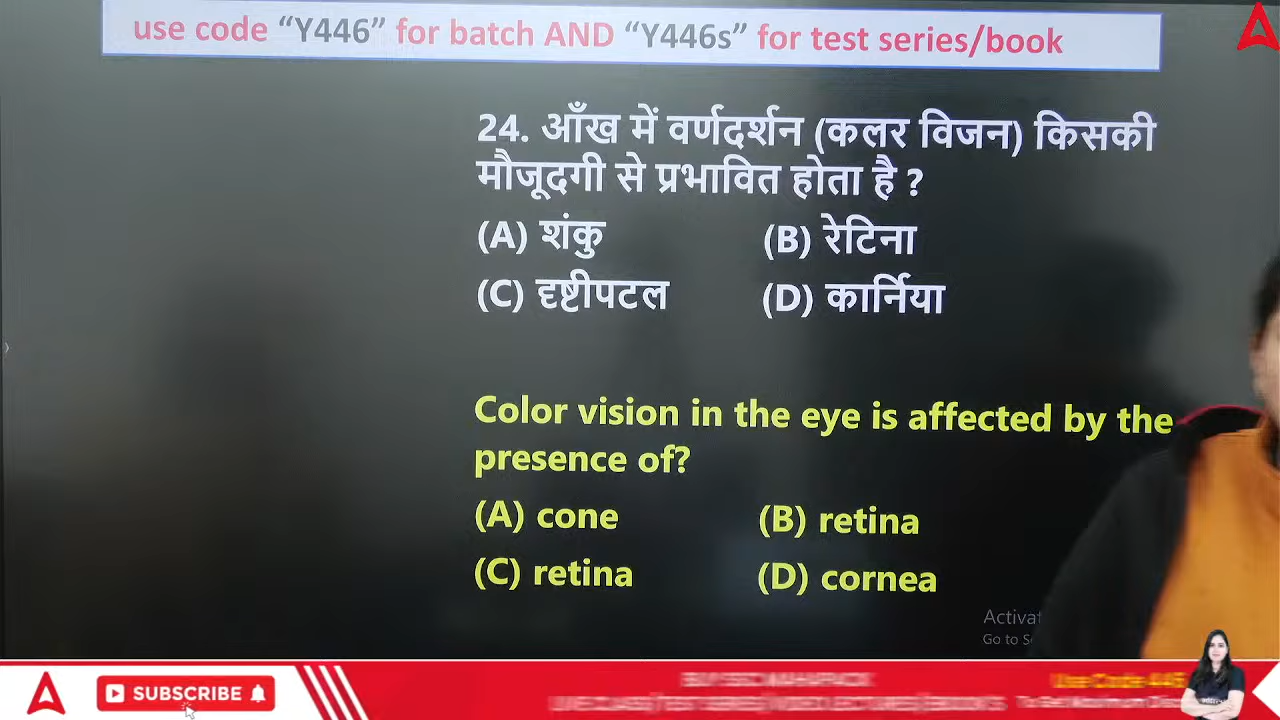 use code “Y446” for batch AND “Y446s” for test series/book
24. आँख में वर्णदर्शन (कलर विजन) किसकी
मौजूदगी से प्रभावित होता है ?
(A) शंकु (B) रेटिना
(C) दृष्टीपटल (D) कार्निया
Color vision in the eye is affected by the
presence of?
(A) cone (B) retina
(C) retina (D) cornea
Activat
Go to S
SUBSCRIBE
Use Code